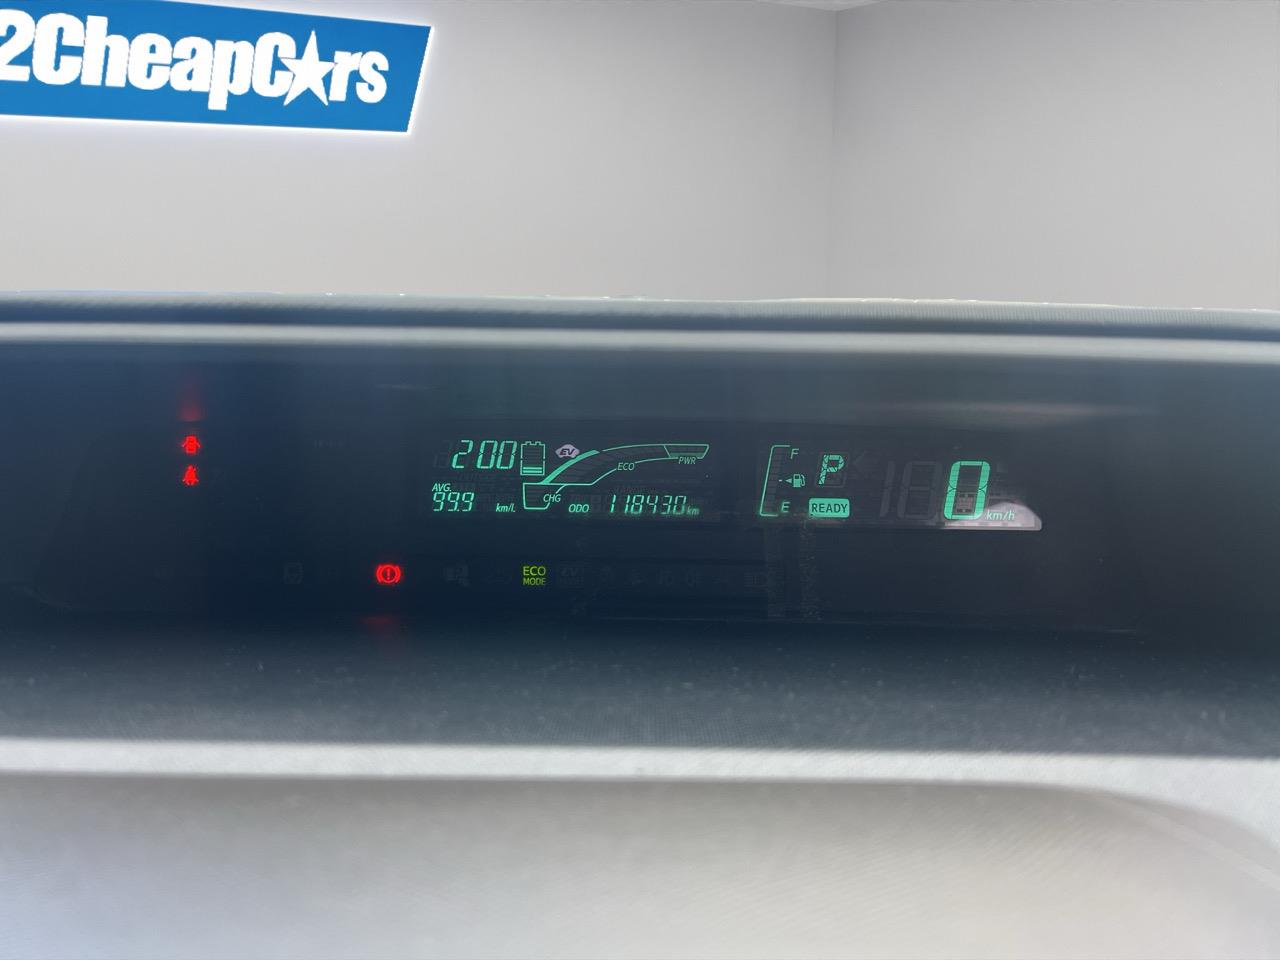 2CheapCars
2:00
EV
ECO
PWR
CHG
AVG.
99.9 km/L
ODO 118430 km
F
E
P
READY
0 km/h
ECO
MODE